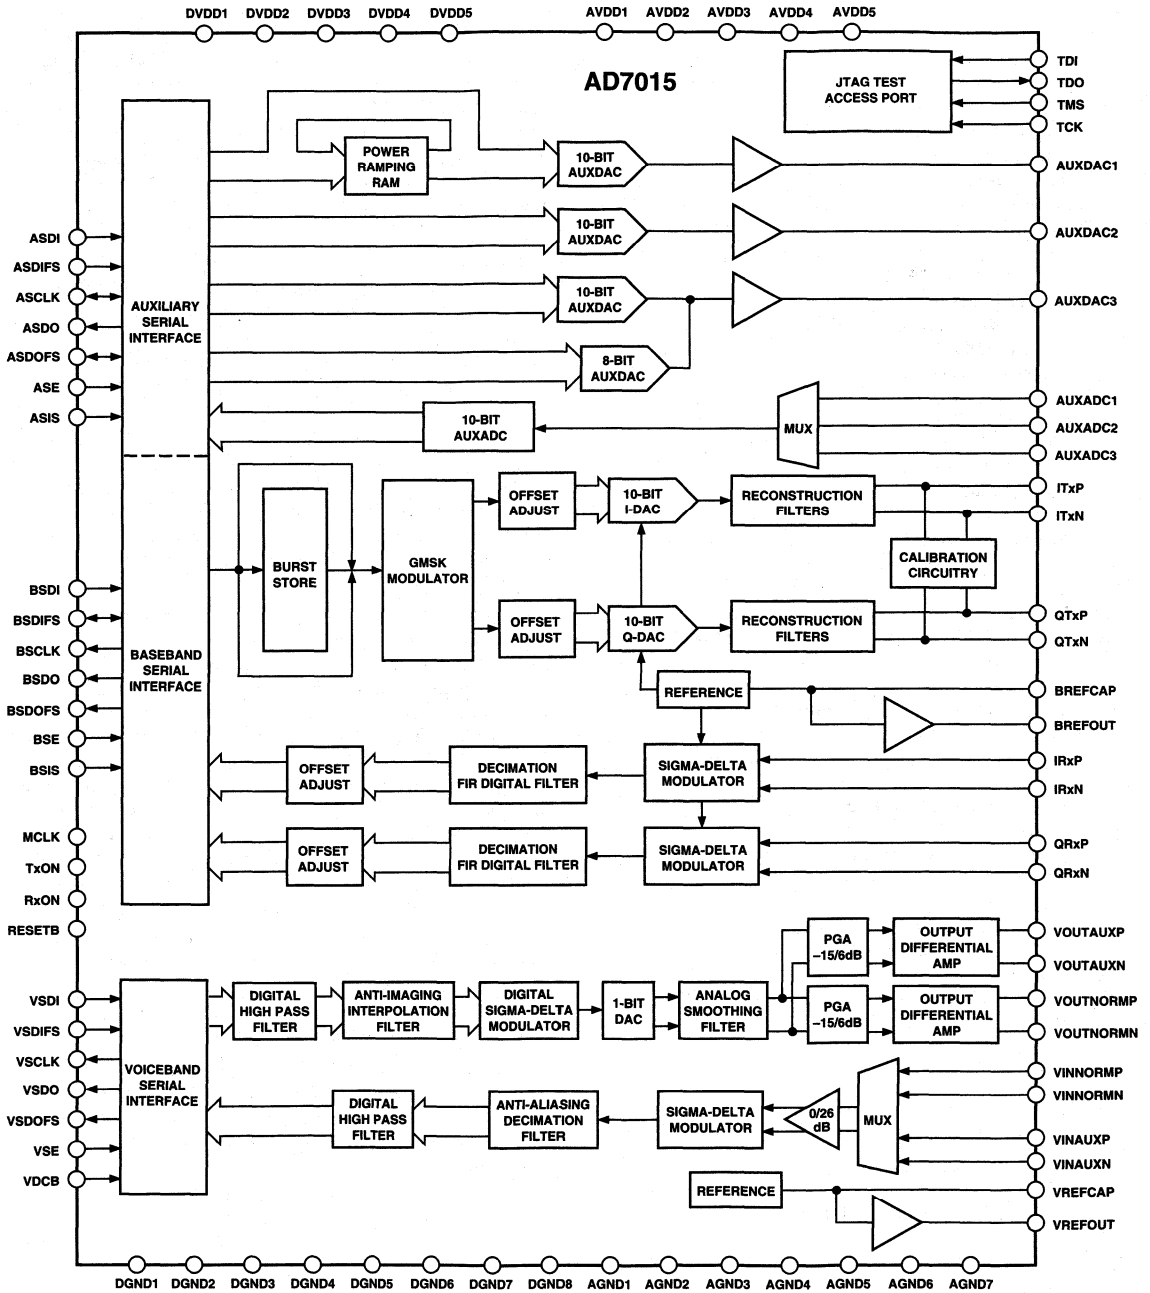 DVDD1 DVDD2 DVDD3 DVDD4 DVDD5 AVDD1 AVDD2 AVDD3 AVDD4 AVDD5
AD7015
JTAG TEST
ACCESS PORT
TDI
TDO
TMS
TCK
POWER
RAMPING
RAM
10-BIT
AUXDAC
AUXDAC1
10-BIT
AUXDAC
AUXDAC2
10-BIT
AUXDAC
AUXDAC3
8-BIT
AUXDAC
ASDI
ASDIFS
ASCLK
ASDO
ASDOFS
ASE
ASIS
AUXILIARY
SERIAL
INTERFACE
10-BIT
AUXADC
MUX
AUXADC1
AUXADC2
AUXADC3
BURST
STORE
GMSK
MODULATOR
OFFSET
ADJUST
10-BIT
I-DAC
RECONSTRUCTION
FILTERS
ITxP
ITxN
CALIBRATION
CIRCUITRY
OFFSET
ADJUST
10-BIT
Q-DAC
RECONSTRUCTION
FILTERS
QTxP
QTxN
BSDI
BSDIFS
BSCLK
BSDO
BSDOFS
BSE
BSIS
BASEBAND
SERIAL
INTERFACE
REFERENCE
BREFCAP
BREFOUT
OFFSET
ADJUST
DECIMATION
FIR DIGITAL FILTER
SIGMA-DELTA
MODULATOR
IRxP
IRxN
OFFSET
ADJUST
DECIMATION
FIR DIGITAL FILTER
SIGMA-DELTA
MODULATOR
QRxP
QRxN
MCLK
TxON
RxON
RESETB
PGA
–15/6dB
OUTPUT
DIFFERENTIAL
AMP
VOUTAUXP
VOUTAUXN
VSDI
VSDIFS
VSCLK
VSDO
VSDOFS
VSE
VDCB
VOICEBAND
SERIAL
INTERFACE
DIGITAL
HIGH PASS
FILTER
ANTI-IMAGING
INTERPOLATION
FILTER
DIGITAL
SIGMA-DELTA
MODULATOR
1-BIT
DAC
ANALOG
SMOOTHING
FILTER
PGA
–15/6dB
OUTPUT
DIFFERENTIAL
AMP
VOUTNORMP
VOUTNORMN
DIGITAL
HIGH PASS
FILTER
ANTI-ALIASING
DECIMATION
FILTER
SIGMA-DELTA
MODULATOR
0/26
dB
MUX
VINNORMP
VINNORMN
VINAUXP
VINAUXN
REFERENCE
VREFCAP
VREFOUT
DGND1 DGND2 DGND3 DGND4 DGND5 DGND6 DGND7 DGND8 AGND1 AGND2 AGND3 AGND4 AGND5 AGND6 AGND7